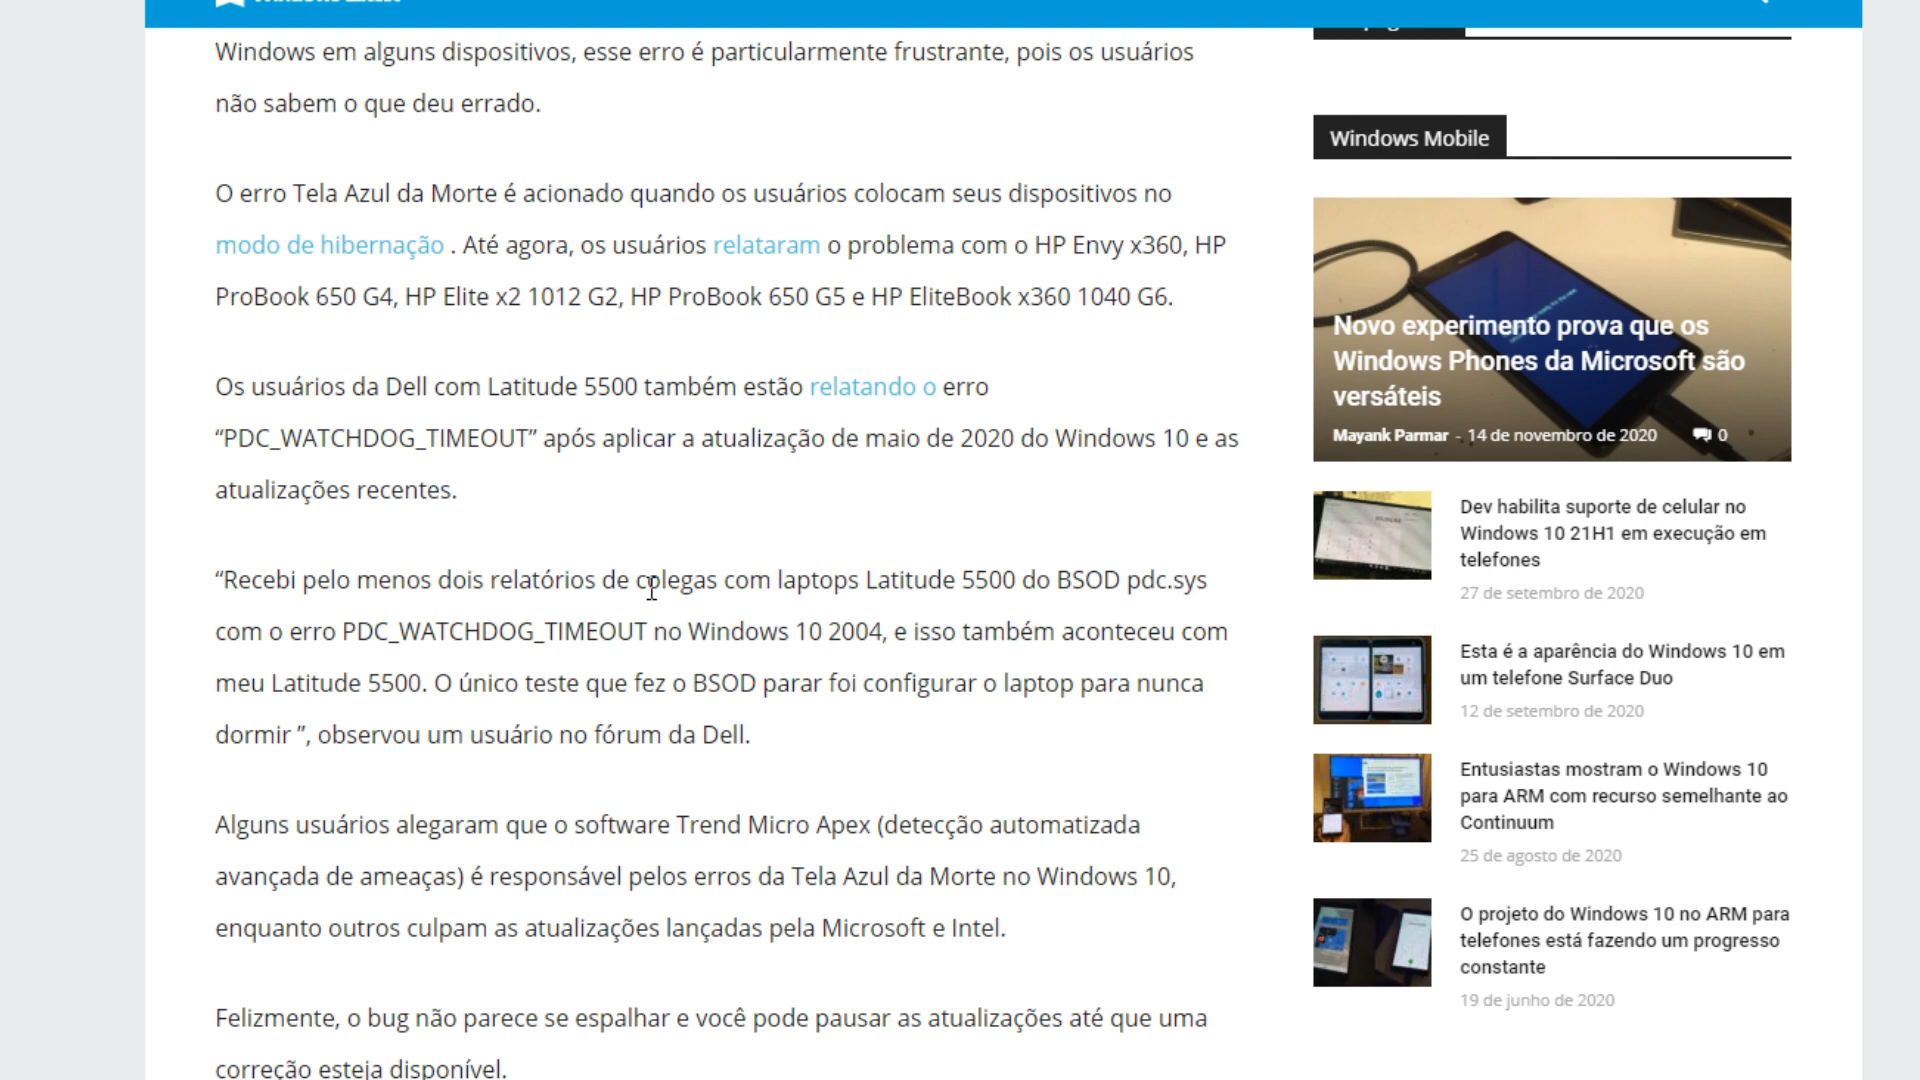 Windows em alguns dispositivos, esse erro é particularmente frustrante, pois os usuários
não sabem o que deu errado.
O erro Tela Azul da Morte é acionado quando os usuários colocam seus dispositivos no
modo de hibernação . Até agora, os usuários relataram o problema com o HP Envy x360, HP
ProBook 650 G4, HP Elite x2 1012 G2, HP ProBook 650 G5 e HP EliteBook x360 1040 G6.
Os usuários da Dell com Latitude 5500 também estão relatando o erro
“PDC_WATCHDOG_TIMEOUT” após aplicar a atualização de maio de 2020 do Windows 10 e as
atualizações recentes.
“Recebi pelo menos dois relatórios de colegas com laptops Latitude 5500 do BSOD pdc.sys
com o erro PDC_WATCHDOG_TIMEOUT no Windows 10 2004, e isso também aconteceu com
meu Latitude 5500. O único teste que fez o BSOD parar foi configurar o laptop para nunca
dormir ”, observou um usuário no fórum da Dell.
Alguns usuários alegaram que o software Trend Micro Apex (detecção automatizada
avançada de ameaças) é responsável pelos erros da Tela Azul da Morte no Windows 10,
enquanto outros culpam as atualizações lançadas pela Microsoft e Intel.
Felizmente, o bug não parece se espalhar e você pode pausar as atualizações até que uma
correção esteja disponível.
Windows Mobile
Novo experimento prova que os
Windows Phones da Microsoft são
versáteis
Mayank Parmar - 14 de novembro de 2020 0
Dev habilita suporte de celular no
Windows 10 21H1 em execução em
telefones
27 de setembro de 2020
Esta é a aparência do Windows 10 em
um telefone Surface Duo
12 de setembro de 2020
Entusiastas mostram o Windows 10
para ARM com recurso semelhante ao
Continuum
25 de agosto de 2020
O projeto do Windows 10 no ARM para
telefones está fazendo um progresso
constante
19 de junho de 2020